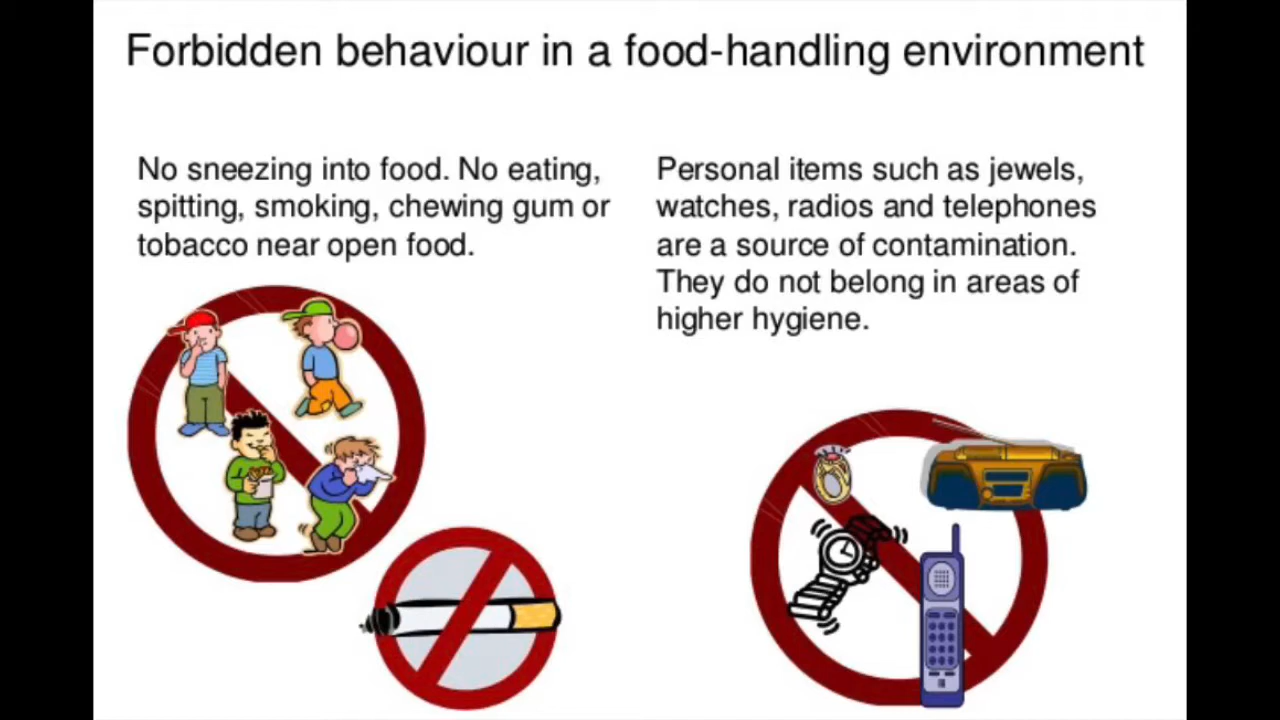 Forbidden behaviour in a food-handling environment
No sneezing into food. No eating,
spitting, smoking, chewing gum or
tobacco near open food.
Personal items such as jewels,
watches, radios and telephones
are a source of contamination.
They do not belong in areas of
higher hygiene.